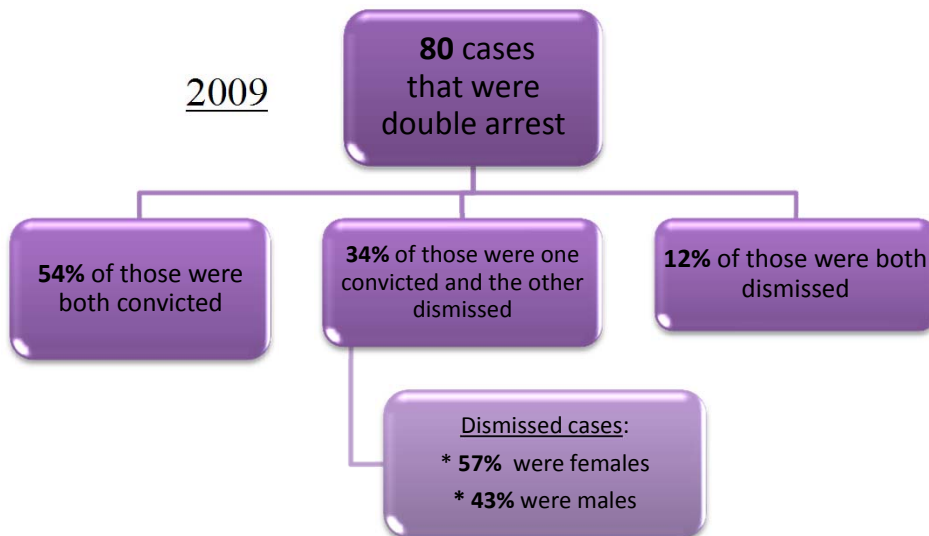 80 cases
that were
double arrest
2009
54% of those were
both convicted
34% of those were one
convicted and the other
dismissed
12% of those were both
dismissed
Dismissed cases:
* 57% were females
* 43% were males